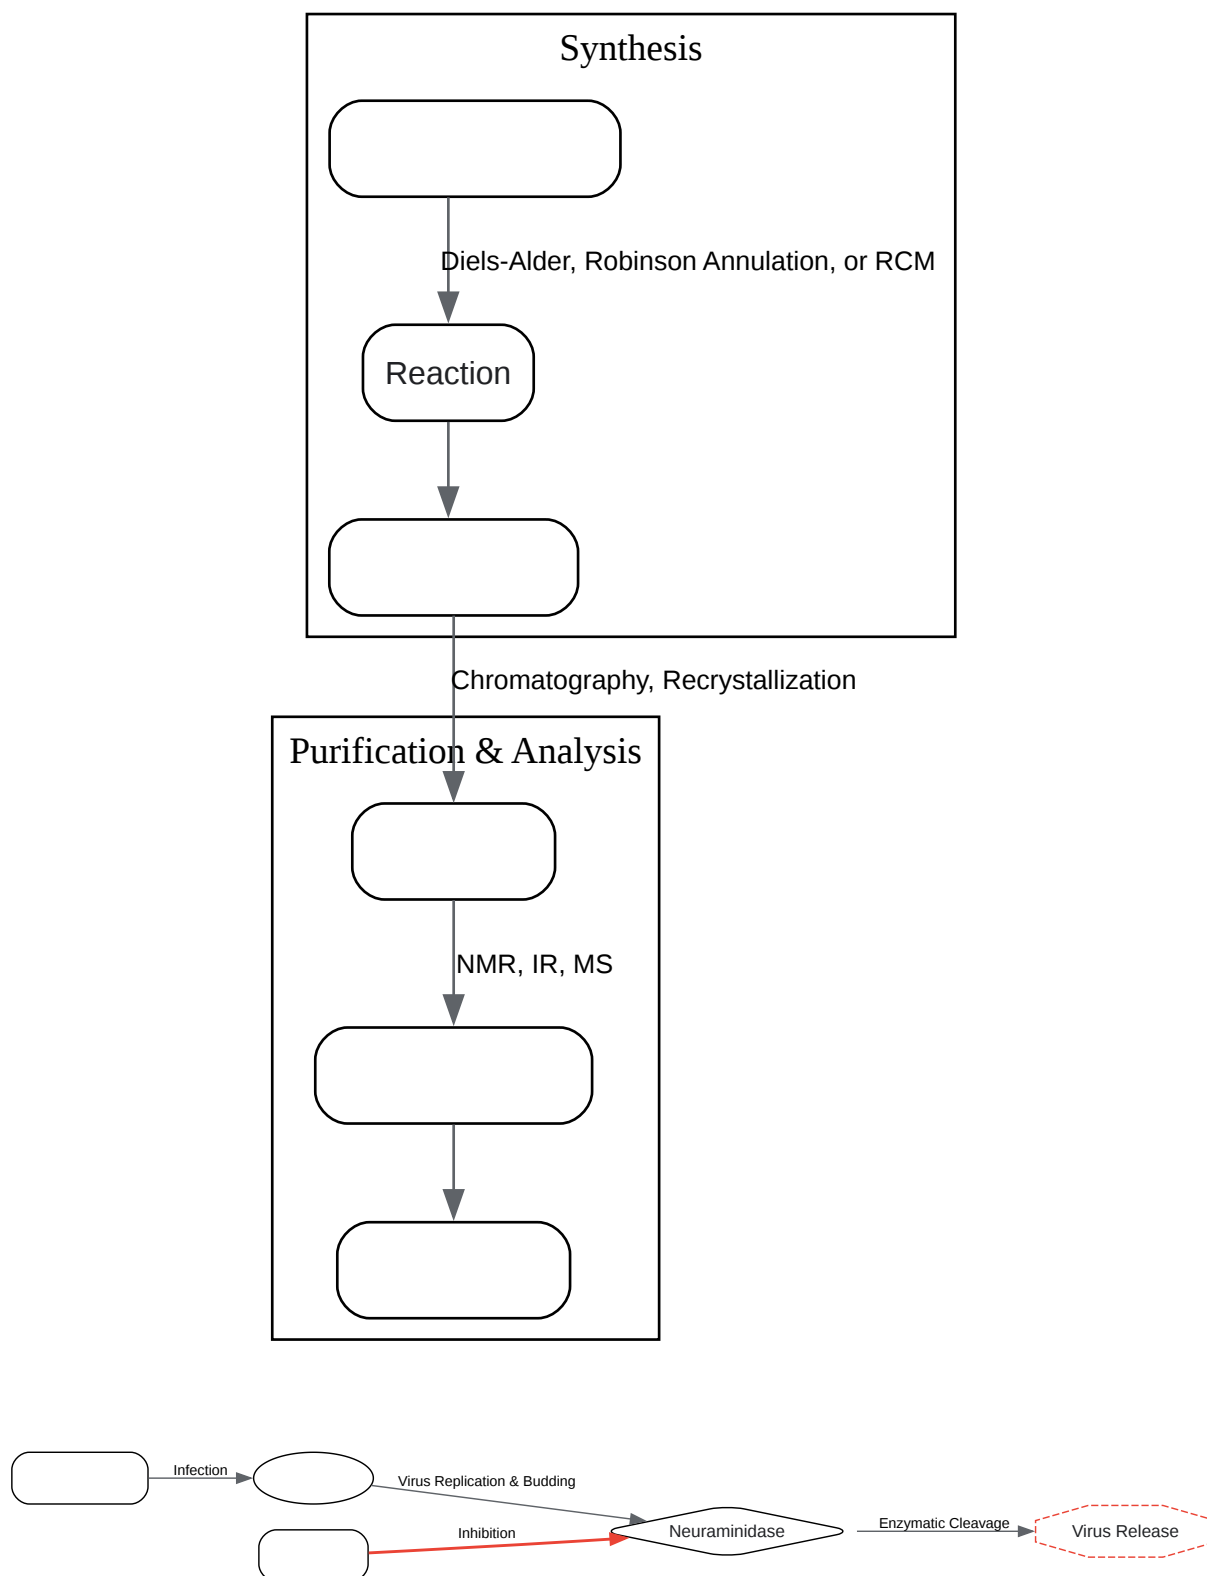 Synthesis
Diels-Alder, Robinson Annulation, or RCM
Reaction
Chromatography, Recrystallization
Purification & Analysis
NMR, IR, MS
Infection
Virus Replication & Budding
Inhibition
Neuraminidase
Enzymatic Cleavage
Virus Release